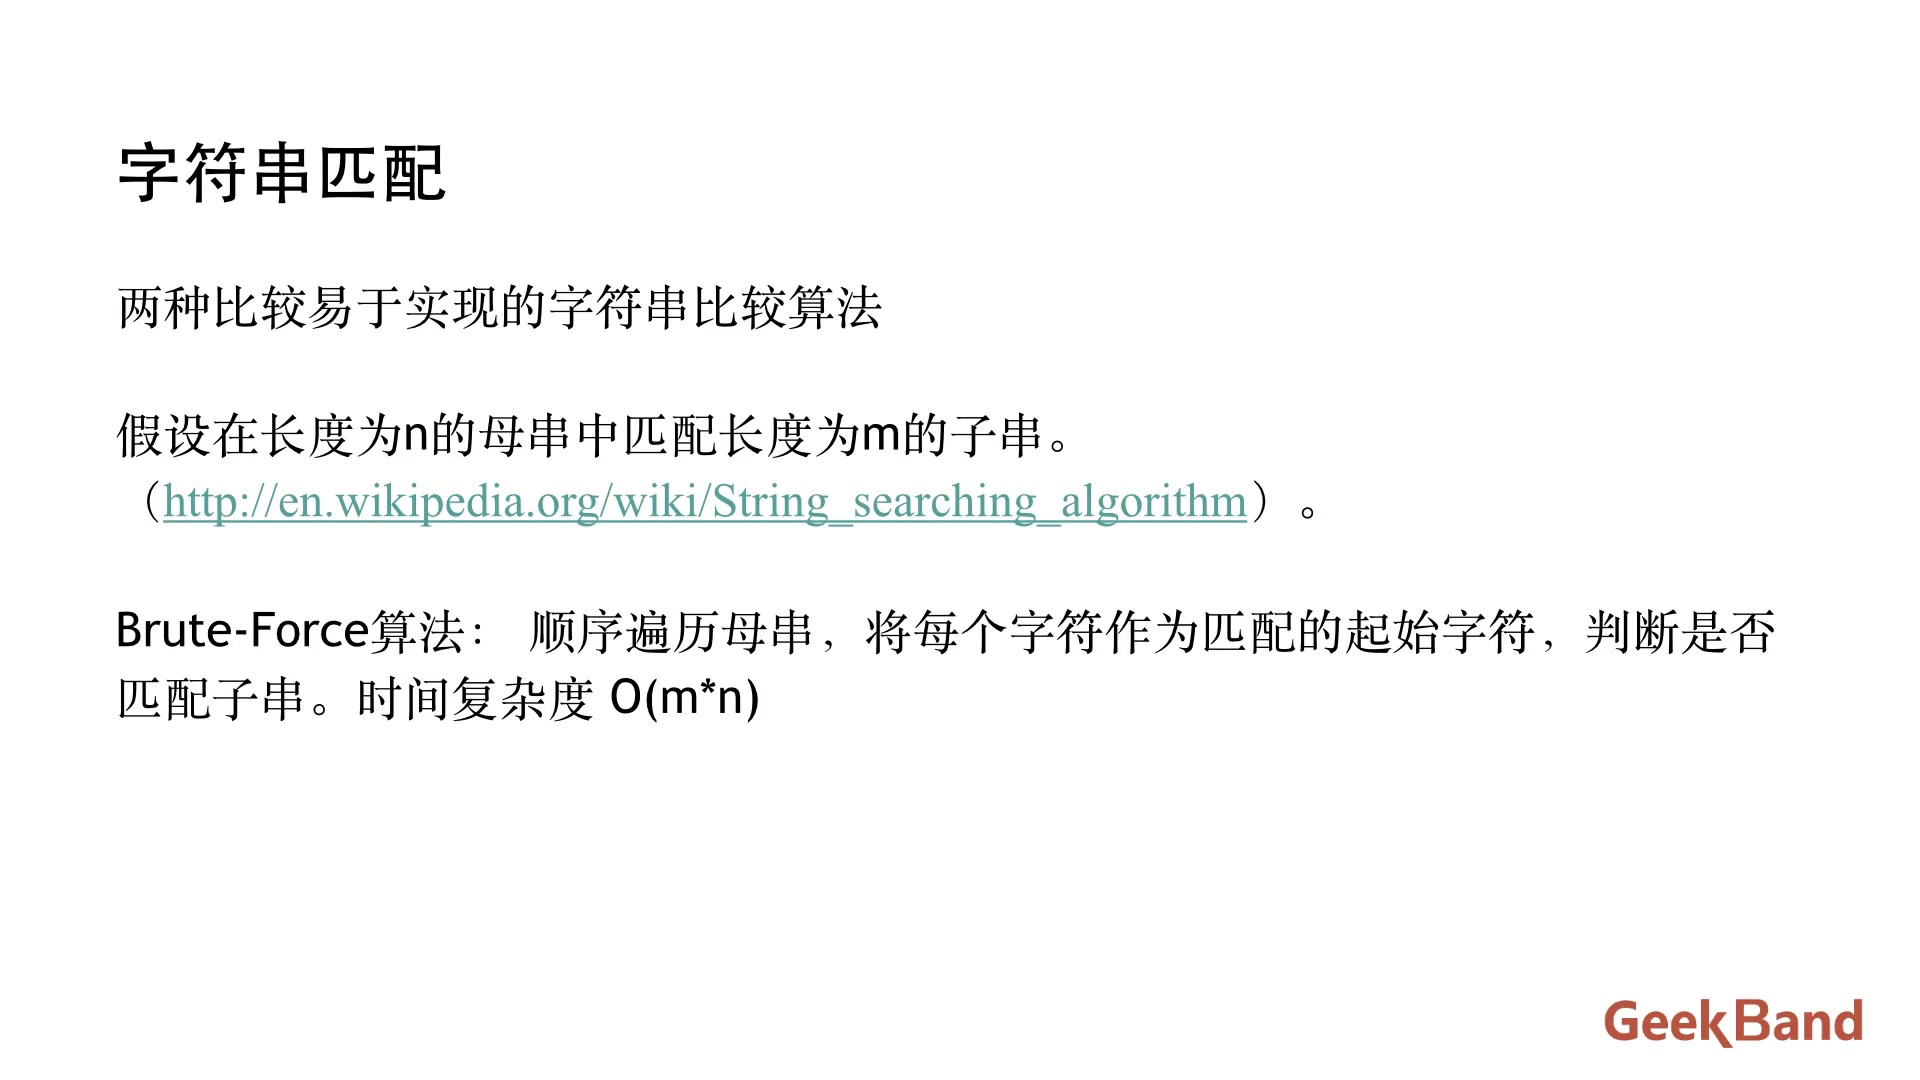 字符串匹配
两种比较易于实现的字符串比较算法
假设在长度为n的母串中匹配长度为m的子串。
（http://en.wikipedia.org/wiki/String_searching_algorithm）。
Brute-Force算法： 顺序遍历母串，将每个字符作为匹配的起始字符，判断是否
匹配子串。时间复杂度 O(m*n)
GeekBand